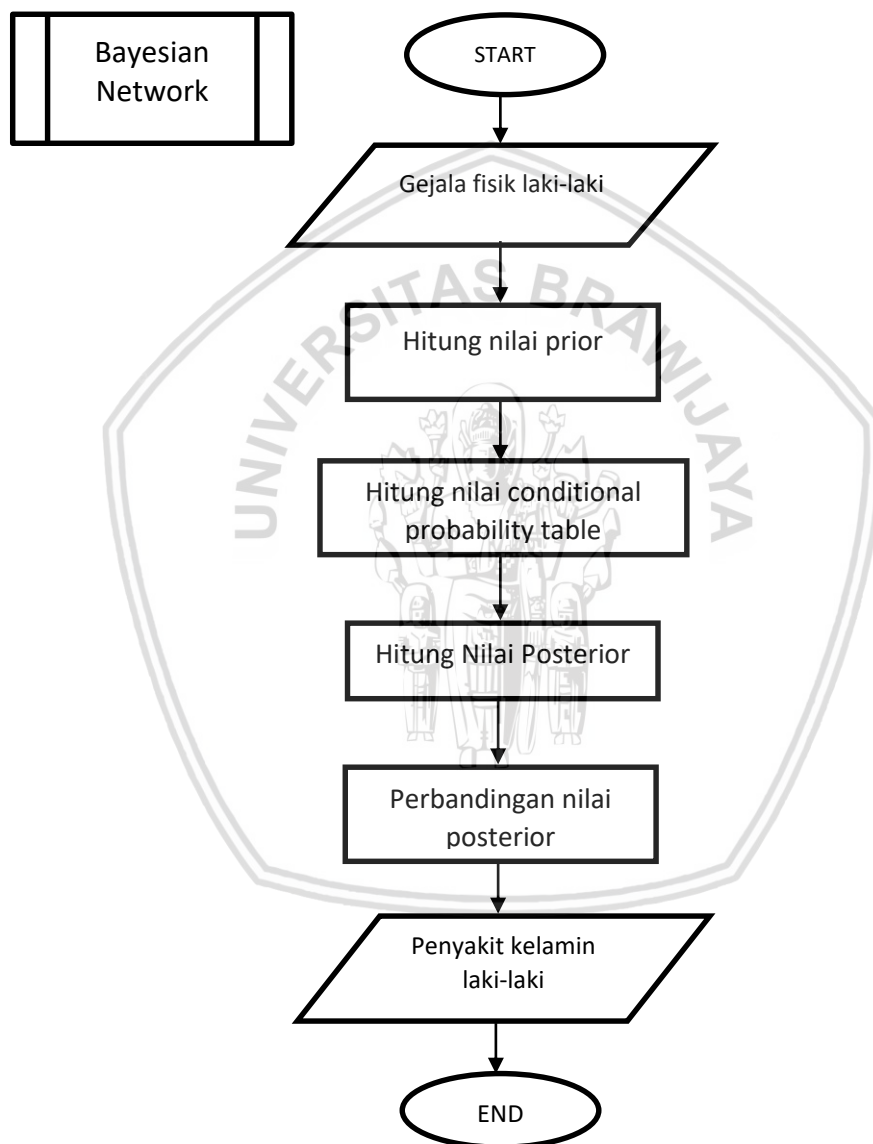 Bayesian
Network
START
Gejala fisik laki-laki
UNIVERSITAS BRAWIJAYA
Hitung nilai prior
Hitung nilai conditional
probability table
Hitung Nilai Posterior
Perbandingan nilai
posterior
Penyakit kelamin
laki-laki
END